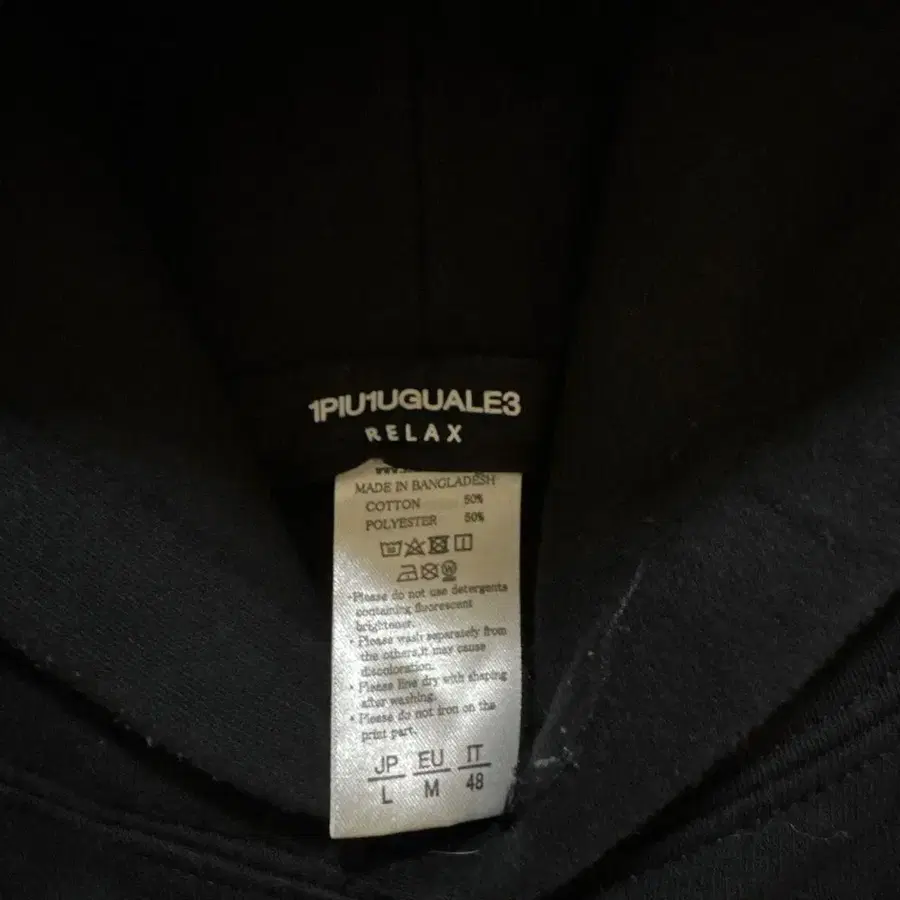 1PIU1UGUALE3
RELAX
MADE IN BANGLADESH
COTTON 50%
POLYESTER 50%
• Please do not use detergents
containing fluorescent
brightener.
• Please wash separately from
the others,it may cause
discoloration.
• Please line dry with shaping
after washing.
• Please do not iron on the
print part.
JP EU IT
L M 48